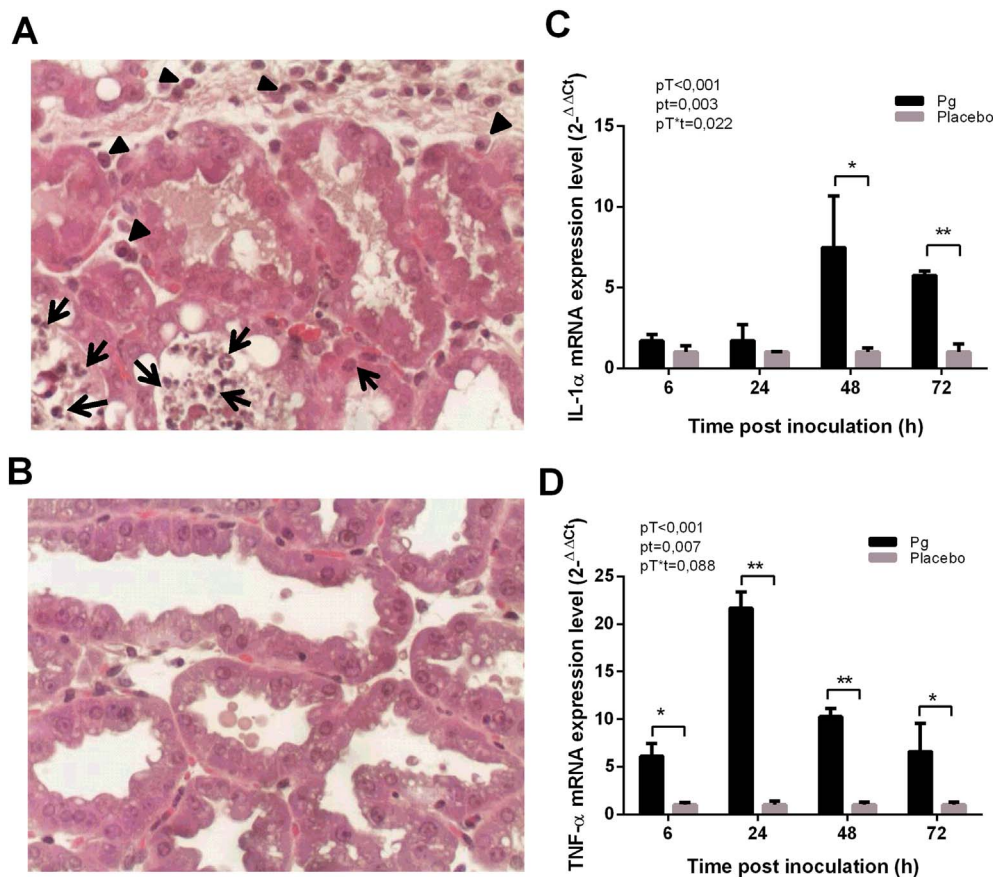 A
B
C
pT<0,001
pt=0,003
pT*t=0,022
Pg
Placebo
IL-1α mRNA expression level (2-ΔΔCt)
15
10
5
0
*
**
6 24 48 72
Time post inoculation (h)
D
pT<0,001
pt=0,007
pT*t=0,088
Pg
Placebo
TNF-α mRNA expression level (2-ΔΔCt)
25
20
15
10
5
0
*
**
**
*
6 24 48 72
Time post inoculation (h)